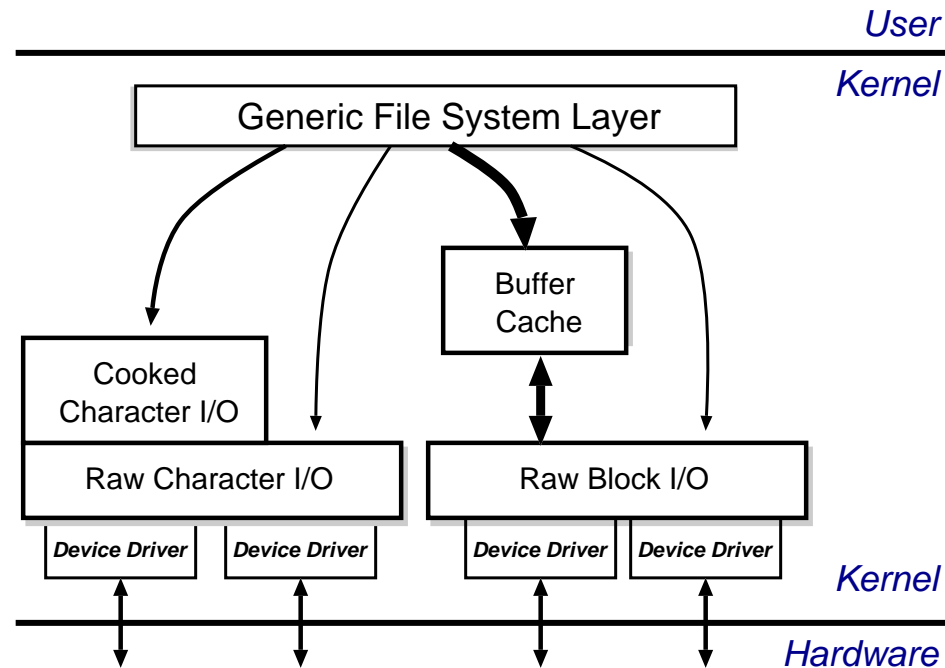 User
Kernel
Generic File System Layer
Buffer
Cache
Cooked
Character I/O
Raw Character I/O
Raw Block I/O
Device Driver
Device Driver
Device Driver
Device Driver
Kernel
Hardware